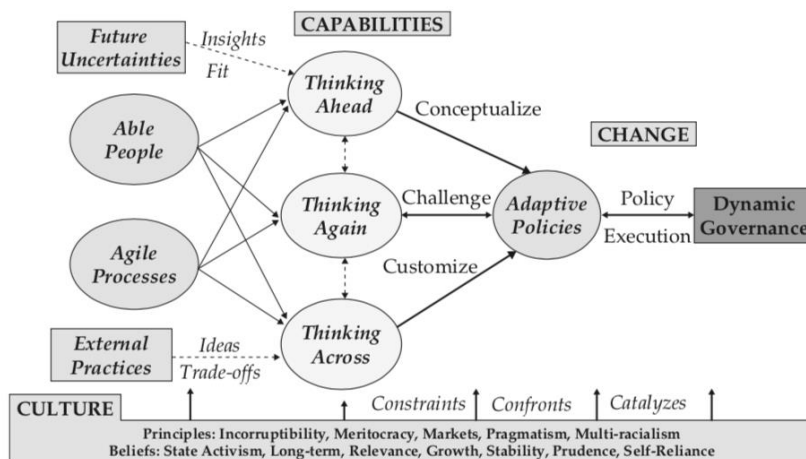 CAPABILITIES
Future
Uncertainties
Insights
Fit
Thinking
Ahead
Able
People
Conceptualize
CHANGE
Thinking
Again
Challenge
Adaptive
Policies
Policy
Execution
Dynamic
Governance
Agile
Processes
Customize
External
Practices
Ideas
Trade-offs
Thinking
Across
CULTURE
Constraints
Confronts
Catalyzes
Principles: Incorruptibility, Meritocracy, Markets, Pragmatism, Multi-racialism
Beliefs: State Activism, Long-term, Relevance, Growth, Stability, Prudence, Self-Reliance